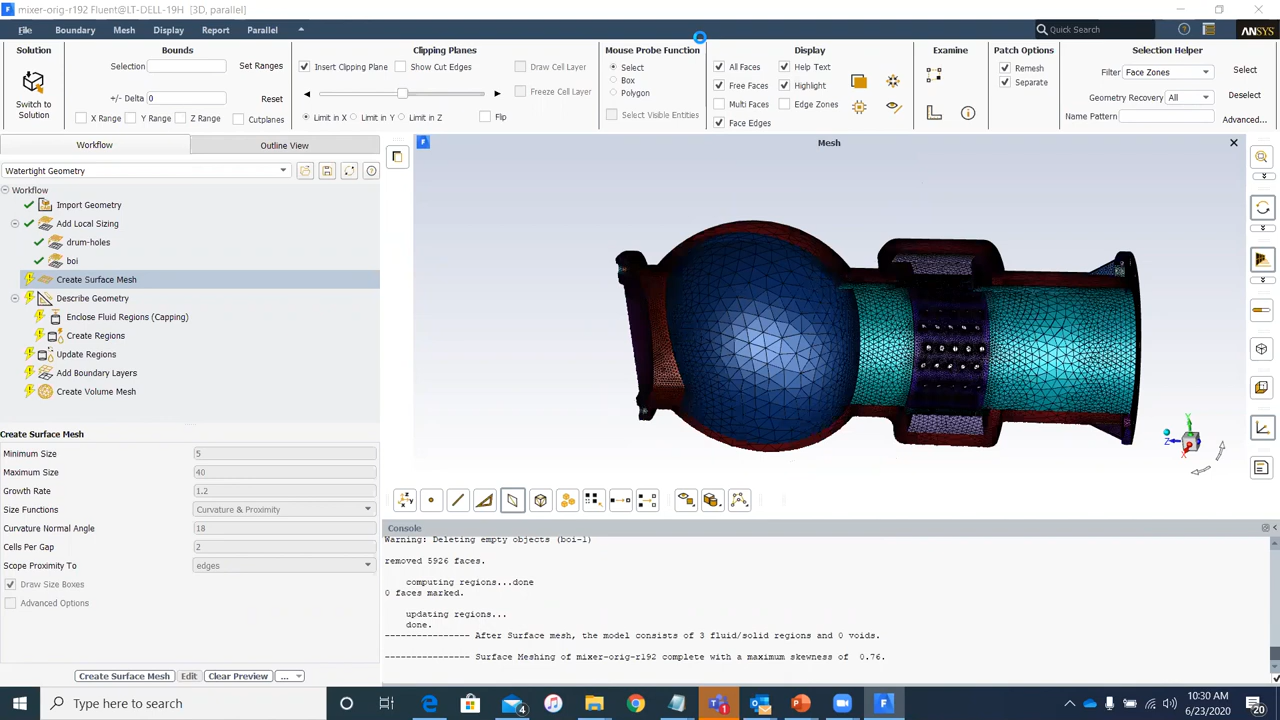 mixer-orig-r192 Fluent@LT-DELL-19H [3D, parallel]
File Boundary Mesh Display Report Parallel
Quick Search
ANSYS
Solution
Switch to
Solution
Bounds
Selection
Set Ranges
+/- Delta 0
Reset
X Range Y Range Z Range Cutplanes
Clipping Planes
Insert Clipping Plane Show Cut Edges
Draw Cell Layer
Freeze Cell Layer
Limit in X Limit in Y Limit in Z Flip
Mouse Probe Function
Select
Box
Polygon
Select Visible Entities
Display
All Faces Help Text
Free Faces Highlight
Multi Faces Edge Zones
Face Edges
Examine
Patch Options
Remesh
Separate
Selection Helper
Filter Face Zones Select
Geometry Recovery All Deselect
Name Pattern Advanced...
Workflow
Outline View
Watertight Geometry
Workflow
Import Geometry
Add Local Sizing
drum-holes
boi
Create Surface Mesh
Describe Geometry
Enclose Fluid Regions (Capping)
Create Regions
Update Regions
Add Boundary Layers
Create Volume Mesh
Create Surface Mesh
Minimum Size 5
Maximum Size 40
Growth Rate 1.2
Size Functions Curvature & Proximity
Curvature Normal Angle 18
Cells Per Gap 2
Scope Proximity To edges
Draw Size Boxes
Advanced Options
Create Surface Mesh Edit Clear Preview ...
Mesh
Y
Z
X
Console
Warning: Deleting empty objects (boi-1)
removed 5926 faces.
computing regions...done
0 faces marked.
updating regions...
done.
---------------- After Surface mesh, the model consists of 3 fluid/solid regions and 0 voids.
---------------- Surface Meshing of mixer-orig-r192 complete with a maximum skewness of 0.76.
Type here to search
4
1
10:30 AM
6/23/2020
20